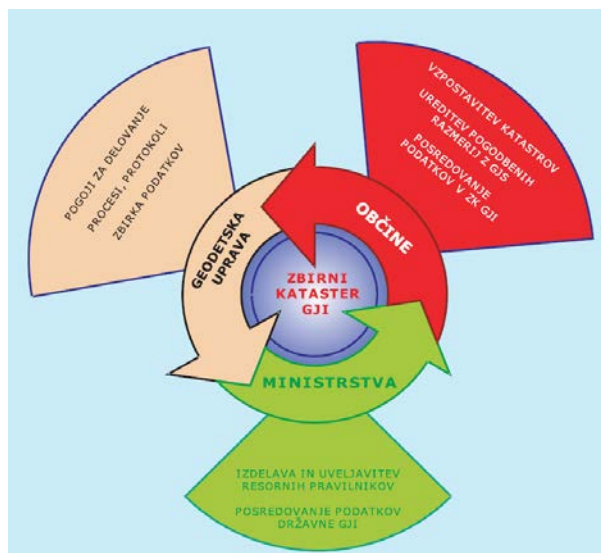 POGOJI ZA DELOVANJE
PROCESI, PROTOKOLI
ZBIRKA PODATKOV
VZPOSTAVITEV KATASTROV
UREDITEV POGODBENIH
RAZMERIJ Z GJS
POSREDOVANJE
PODATKOV V ZK GJI
GEODETSKA
UPRAVA
OBČINE
ZBIRNI
KATASTER
GJI
MINISTRSTVA
IZDELAVA IN UVELJAVITEV
RESORNIH PRAVILNIKOV
POSREDOVANJE PODATKOV
DRŽAVNE GJI